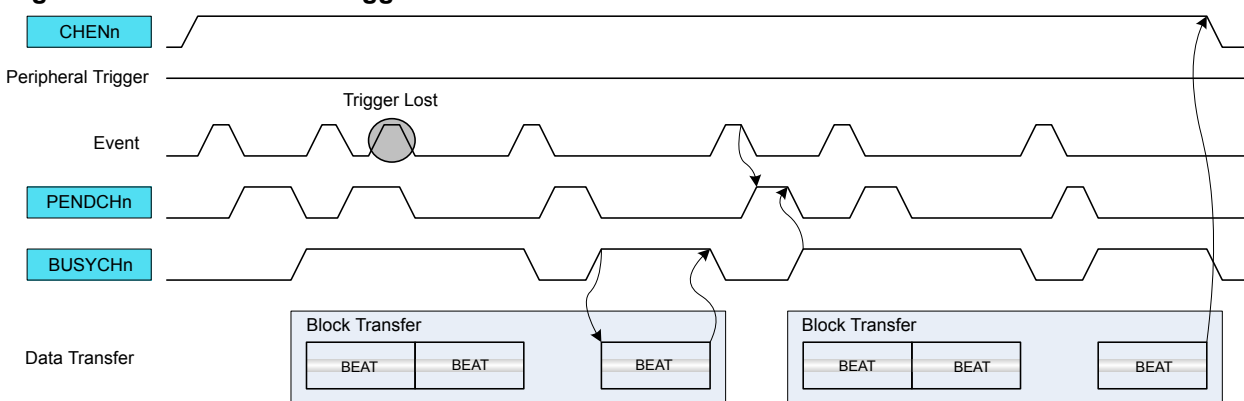 CHENn
Peripheral Trigger
Trigger Lost
Event
PENDCHn
BUSYCHn
Block Transfer
Block Transfer
Data Transfer
BEAT
BEAT
BEAT
BEAT
BEAT
BEAT